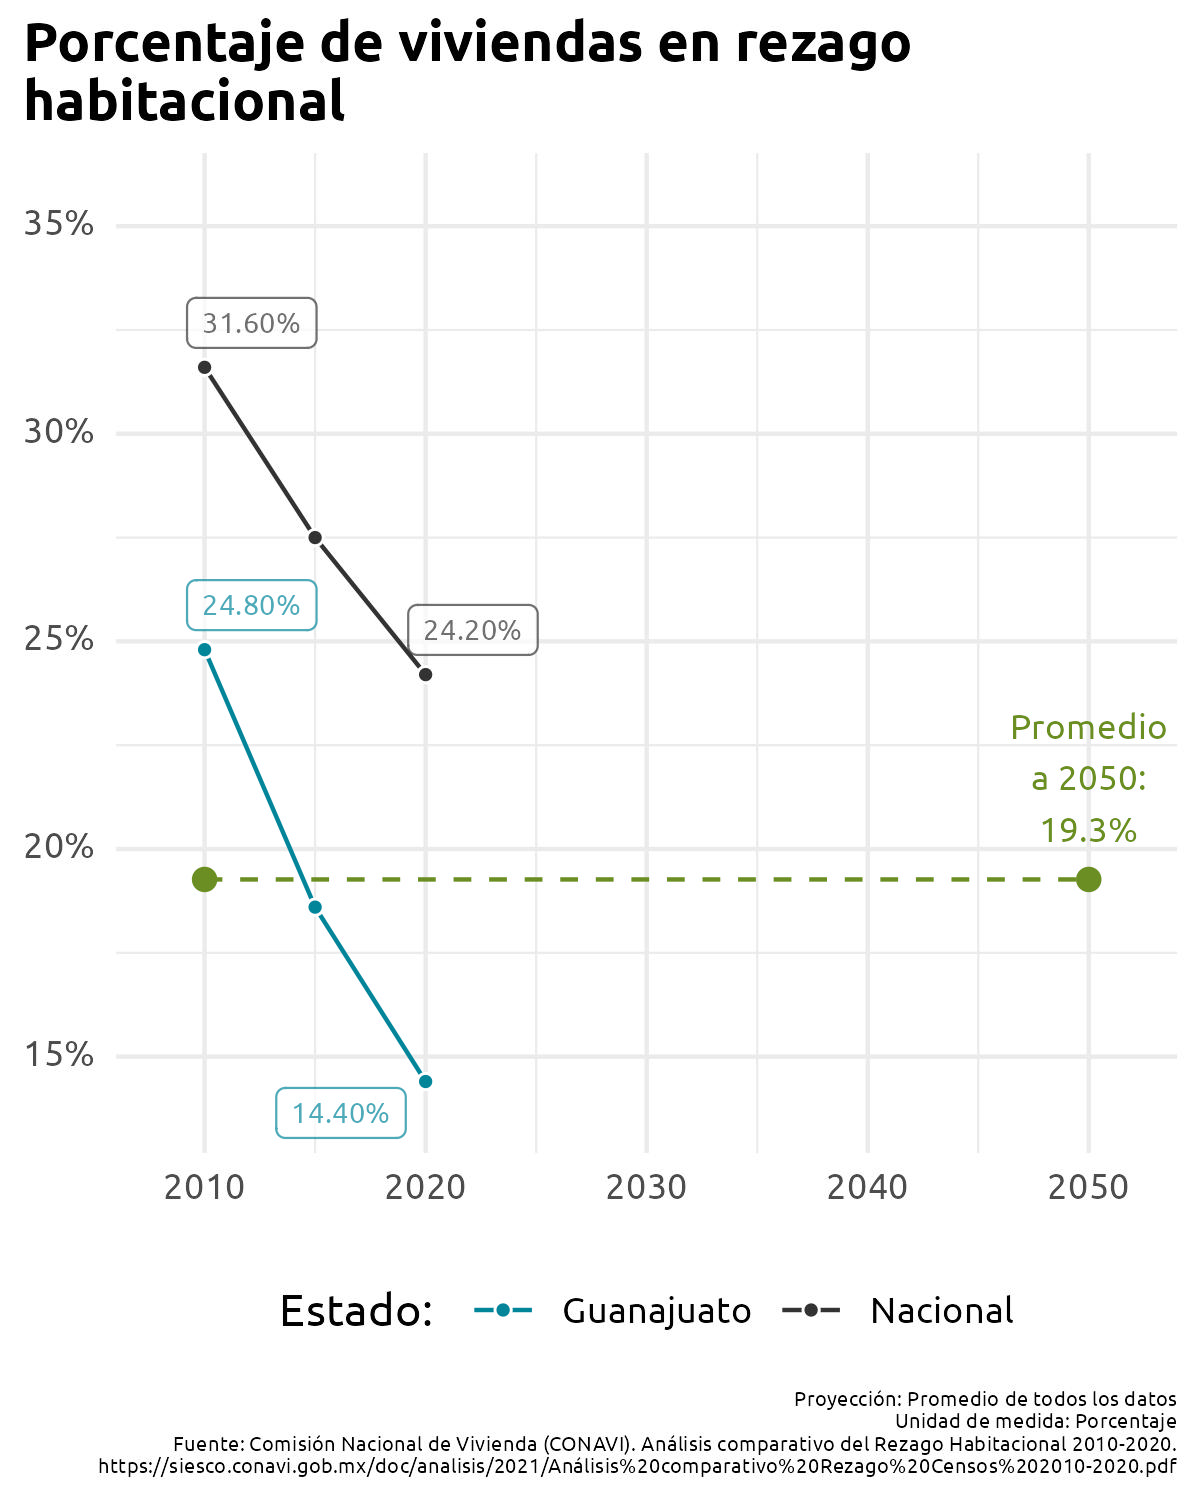 Porcentaje de viviendas en rezago
habitacional
35%
31.60%
30%
24.80%
24.20%
25%
Promedio
a 2050:
19.3%
20%
15%
14.40%
2010 2020 2030 2040 2050
Estado: Guanajuato Nacional
Proyección: Promedio de todos los datos
Unidad de medida: Porcentaje
Fuente: Comisión Nacional de Vivienda (CONAVI). Análisis comparativo del Rezago Habitacional 2010-2020.
https://siesco.conavi.gob.mx/doc/analisis/2021/Análisis%20comparativo%20Rezago%20Censos%202010-2020.pdf